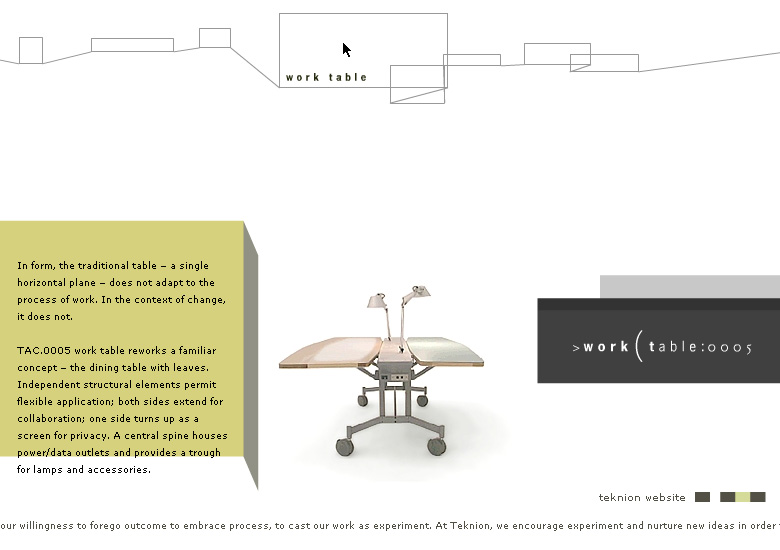 work table
In form, the traditional table – a single
horizontal plane – does not adapt to the
process of work. In the context of change,
it does not.
TAC.0005 work table reworks a familiar
concept – the dining table with leaves.
Independent structural elements permit
flexible application; both sides extend for
collaboration; one side turns up as a
screen for privacy. A central spine houses
power/data outlets and provides a trough
for lamps and accessories.
>work(table:0005
teknion website
our willingness to forego outcome to embrace process, to cast our work as experiment. At Teknion, we encourage experiment and nurture new ideas in order